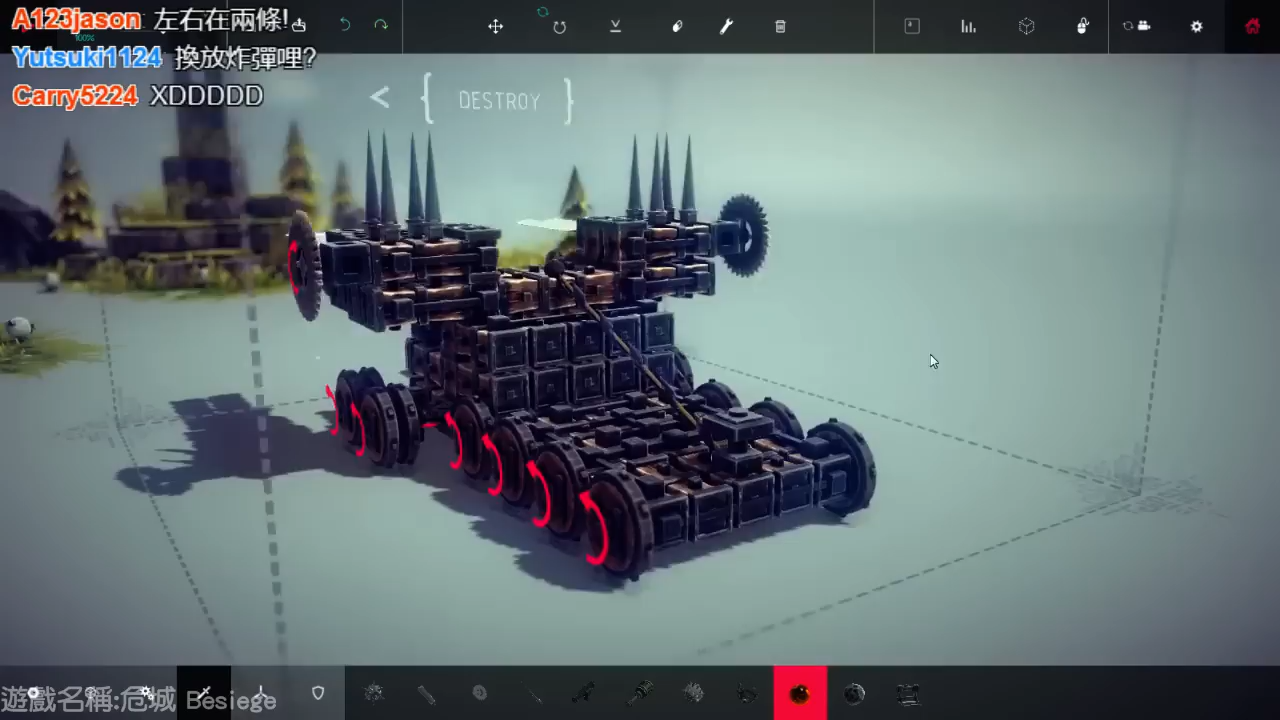 A123jason 左右在兩條!
100%
Yutsuki1124 換放炸彈哩?
Carry5224 XDDDDD
DESTROY
遊戲名稱:危城 Besiege